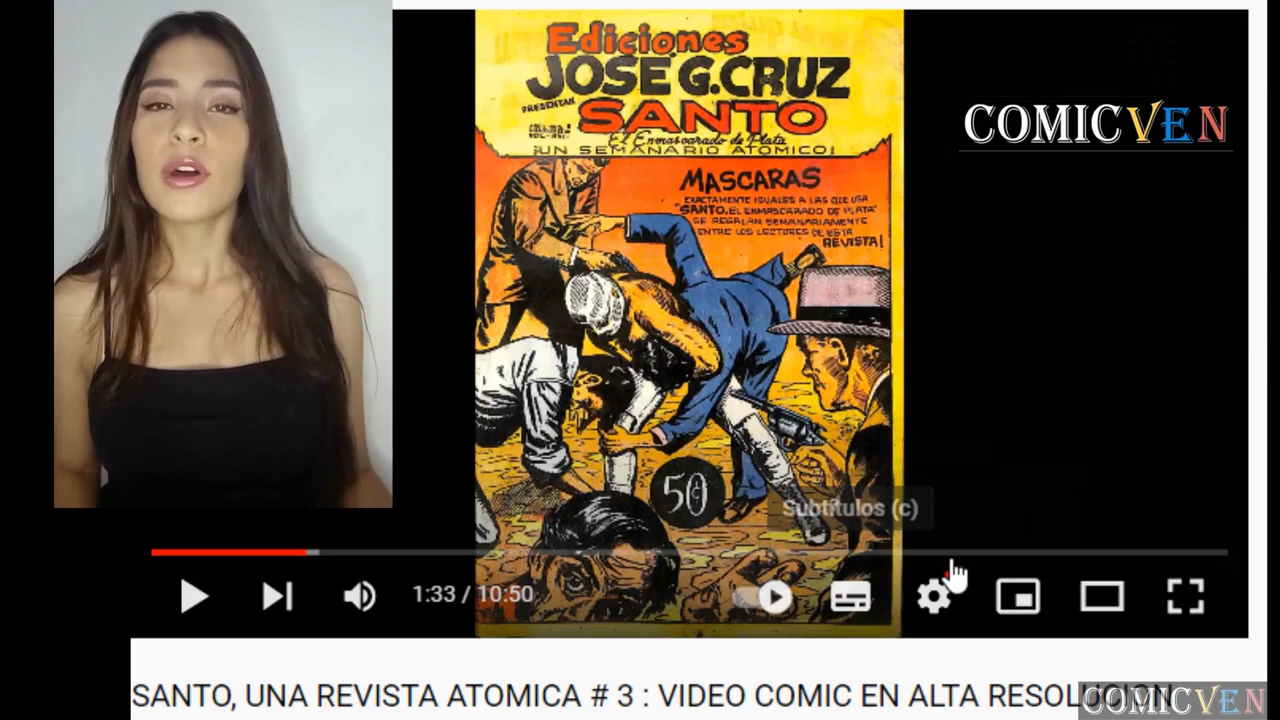 Ediciones
JOSE G. CRUZ
PRESENTAN
SANTO
El Enmascarado de Plata
¡UN SEMANARIO ATOMICO!
MASCARAS
EXACTAMENTE IGUALES A LAS QUE USA
"SANTO, EL ENMASCARADO DE PLATA"
SE REGALAN SEMANARIAMENTE
ENTRE LOS LECTORES DE ESTA
REVISTA!
COMICVEN
50¢
Subtítulos (c)
1:33 / 10:50
SANTO, UNA REVISTA ATOMICA # 3 : VIDEO COMIC EN ALTA RESOLUCION
COMICVEN